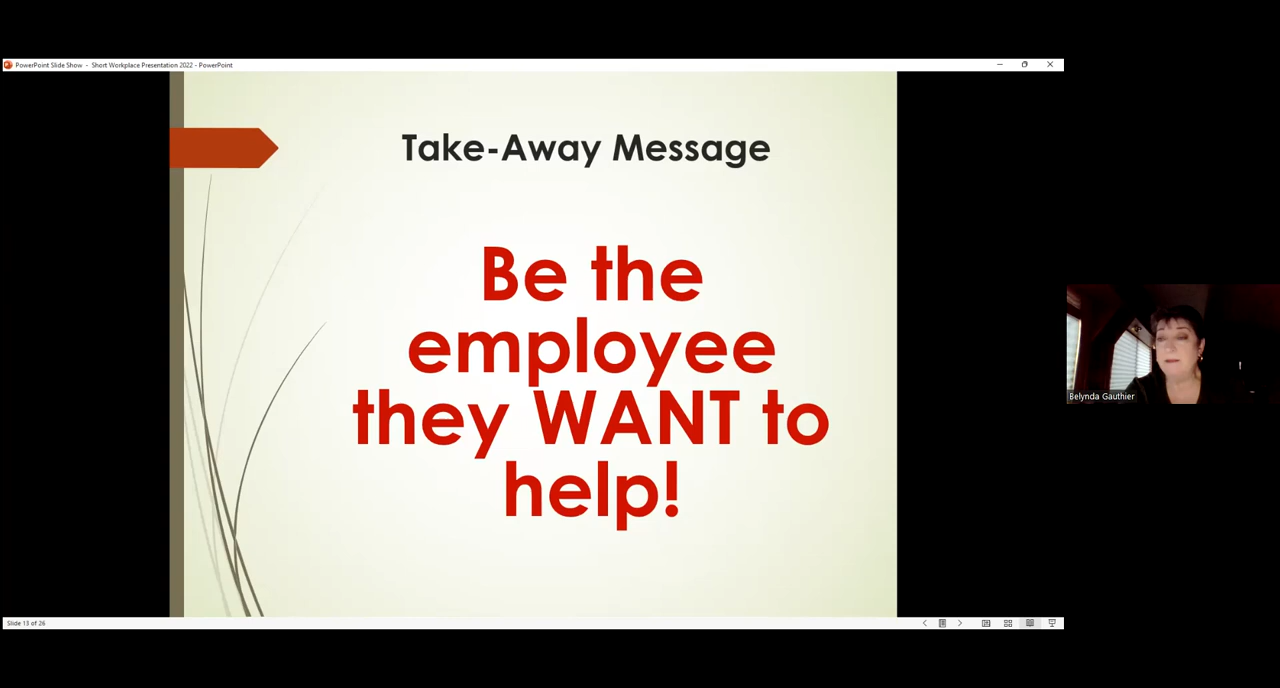 PowerPoint Slide Show - Short Workplace Presentation 2022 - PowerPoint
Take-Away Message
Be the
employee
they WANT to
help!
Belynda Gauthier
Slide 13 of 26